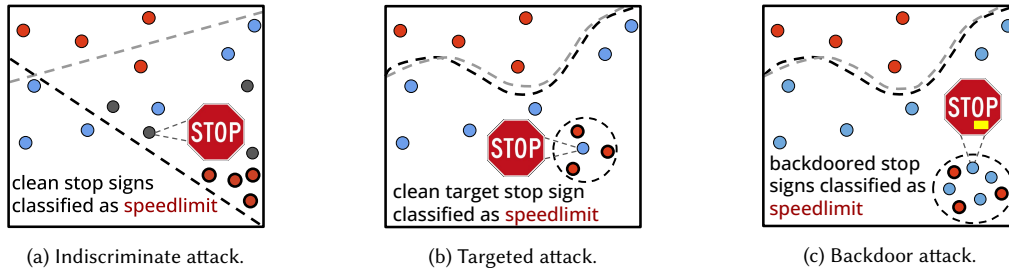 STOP
clean stop signs
classified as speedlimit
(a) Indiscriminate attack.
STOP
clean target stop sign
classified as speedlimit
(b) Targeted attack.
STOP
backdoored stop
signs classified as
speedlimit
(c) Backdoor attack.